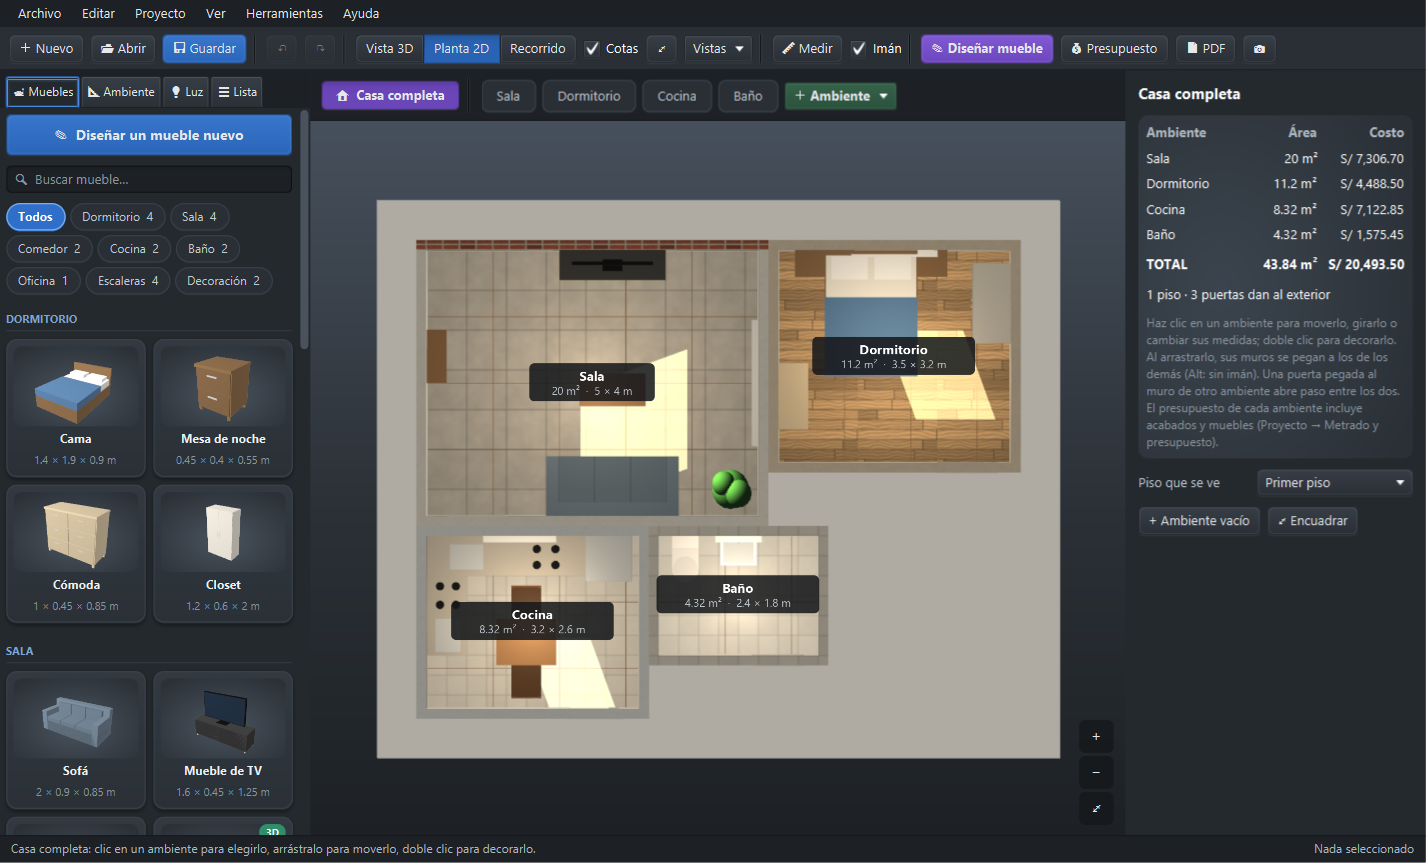 Archivo Editar Proyecto Ver Herramientas Ayuda
+ Nuevo Abrir Guardar Vista 3D Planta 2D Recorrido Cotas Vistas Medir Imán Diseñar mueble Presupuesto PDF
Muebles Ambiente Luz Lista
Casa completa Sala Dormitorio Cocina Baño + Ambiente
Diseñar un mueble nuevo
Buscar mueble...
Todos Dormitorio 4 Sala 4
Comedor 2 Cocina 2 Baño 2
Oficina 1 Escaleras 4 Decoración 2
DORMITORIO
Cama
1.4 × 1.9 × 0.9 m
Mesa de noche
0.45 × 0.4 × 0.55 m
Cómoda
1 × 0.45 × 0.85 m
Closet
1.2 × 0.6 × 2 m
SALA
Sofá
2 × 0.9 × 0.85 m
Mueble de TV
1.6 × 0.45 × 1.25 m
3D
Sala
20 m² · 5 × 4 m
Dormitorio
11.2 m² · 3.5 × 3.2 m
Cocina
8.32 m² · 3.2 × 2.6 m
Baño
4.32 m² · 2.4 × 1.8 m
+
−
Casa completa
Ambiente Área Costo
Sala 20 m² S/ 7,306.70
Dormitorio 11.2 m² S/ 4,488.50
Cocina 8.32 m² S/ 7,122.85
Baño 4.32 m² S/ 1,575.45
TOTAL 43.84 m² S/ 20,493.50
1 piso · 3 puertas dan al exterior
Haz clic en un ambiente para moverlo, girarlo o
cambiar sus medidas; doble clic para decorarlo.
Al arrastrarlo, sus muros se pegan a los de los
demás (Alt: sin imán). Una puerta pegada al
muro de otro ambiente abre paso entre los dos.
El presupuesto de cada ambiente incluye
acabados y muebles (Proyecto → Metrado y
presupuesto).
Piso que se ve Primer piso
+ Ambiente vacío Encuadrar
Casa completa: clic en un ambiente para elegirlo, arrástralo para moverlo, doble clic para decorarlo.
Nada seleccionado